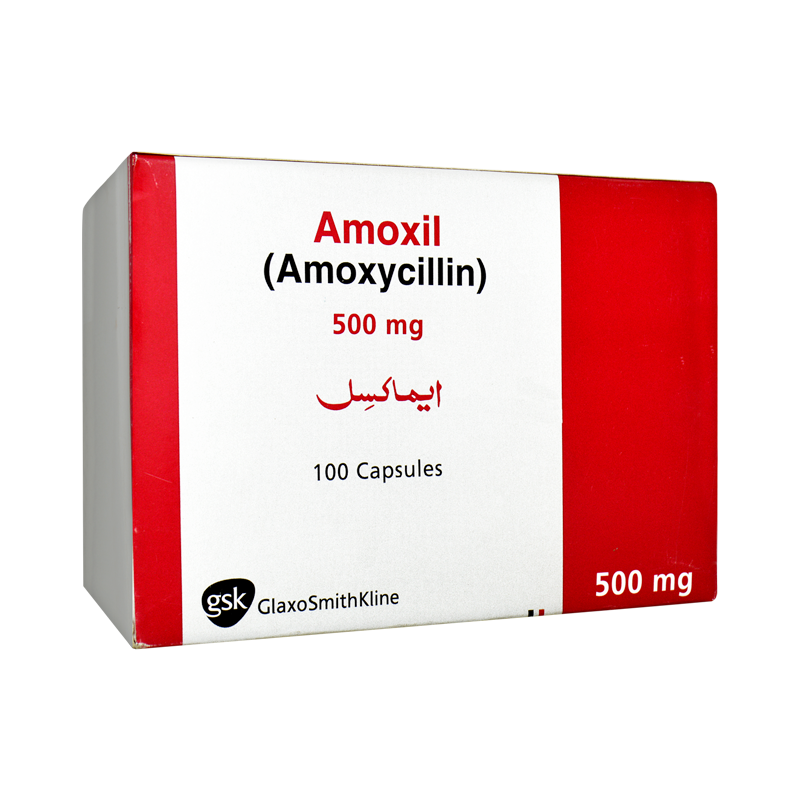 Amoxil
(Amoxycillin)
500 mg
ایماکسِل
100 Capsules
gsk GlaxoSmithKline
500 mg